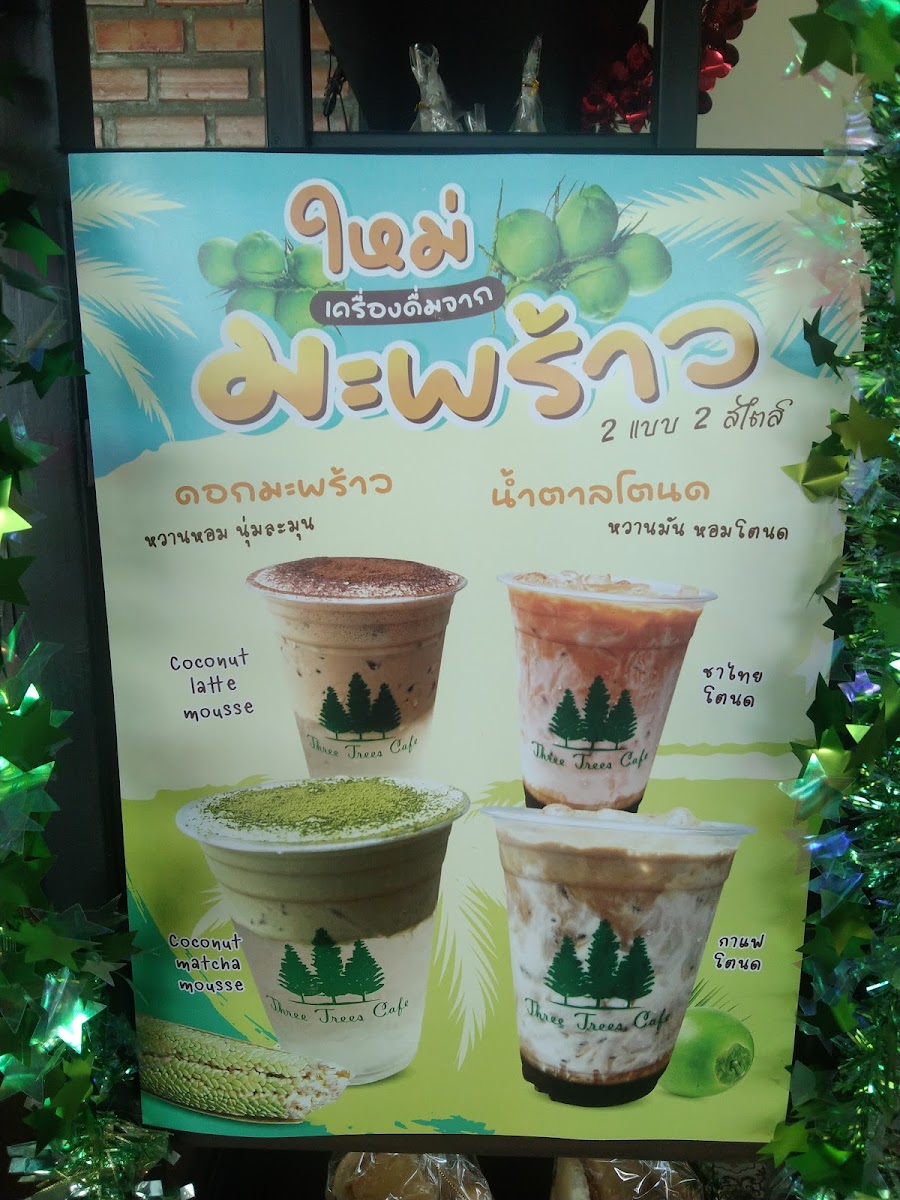 ใหม่
เครื่องดื่มจาก
มะพร้าว
2 แบบ 2 สไตล์
ดอกมะพร้าว
หวานหอม นุ่มละมุน
น้ำตาลโตนด
หวานมัน หอมโตนด
Coconut
latte
mousse
Three Trees Cafe
ชาไทย
โตนด
Three Trees Cafe
Coconut
matcha
mousse
Three Trees Cafe
กาแฟ
โตนด
Three Trees Cafe